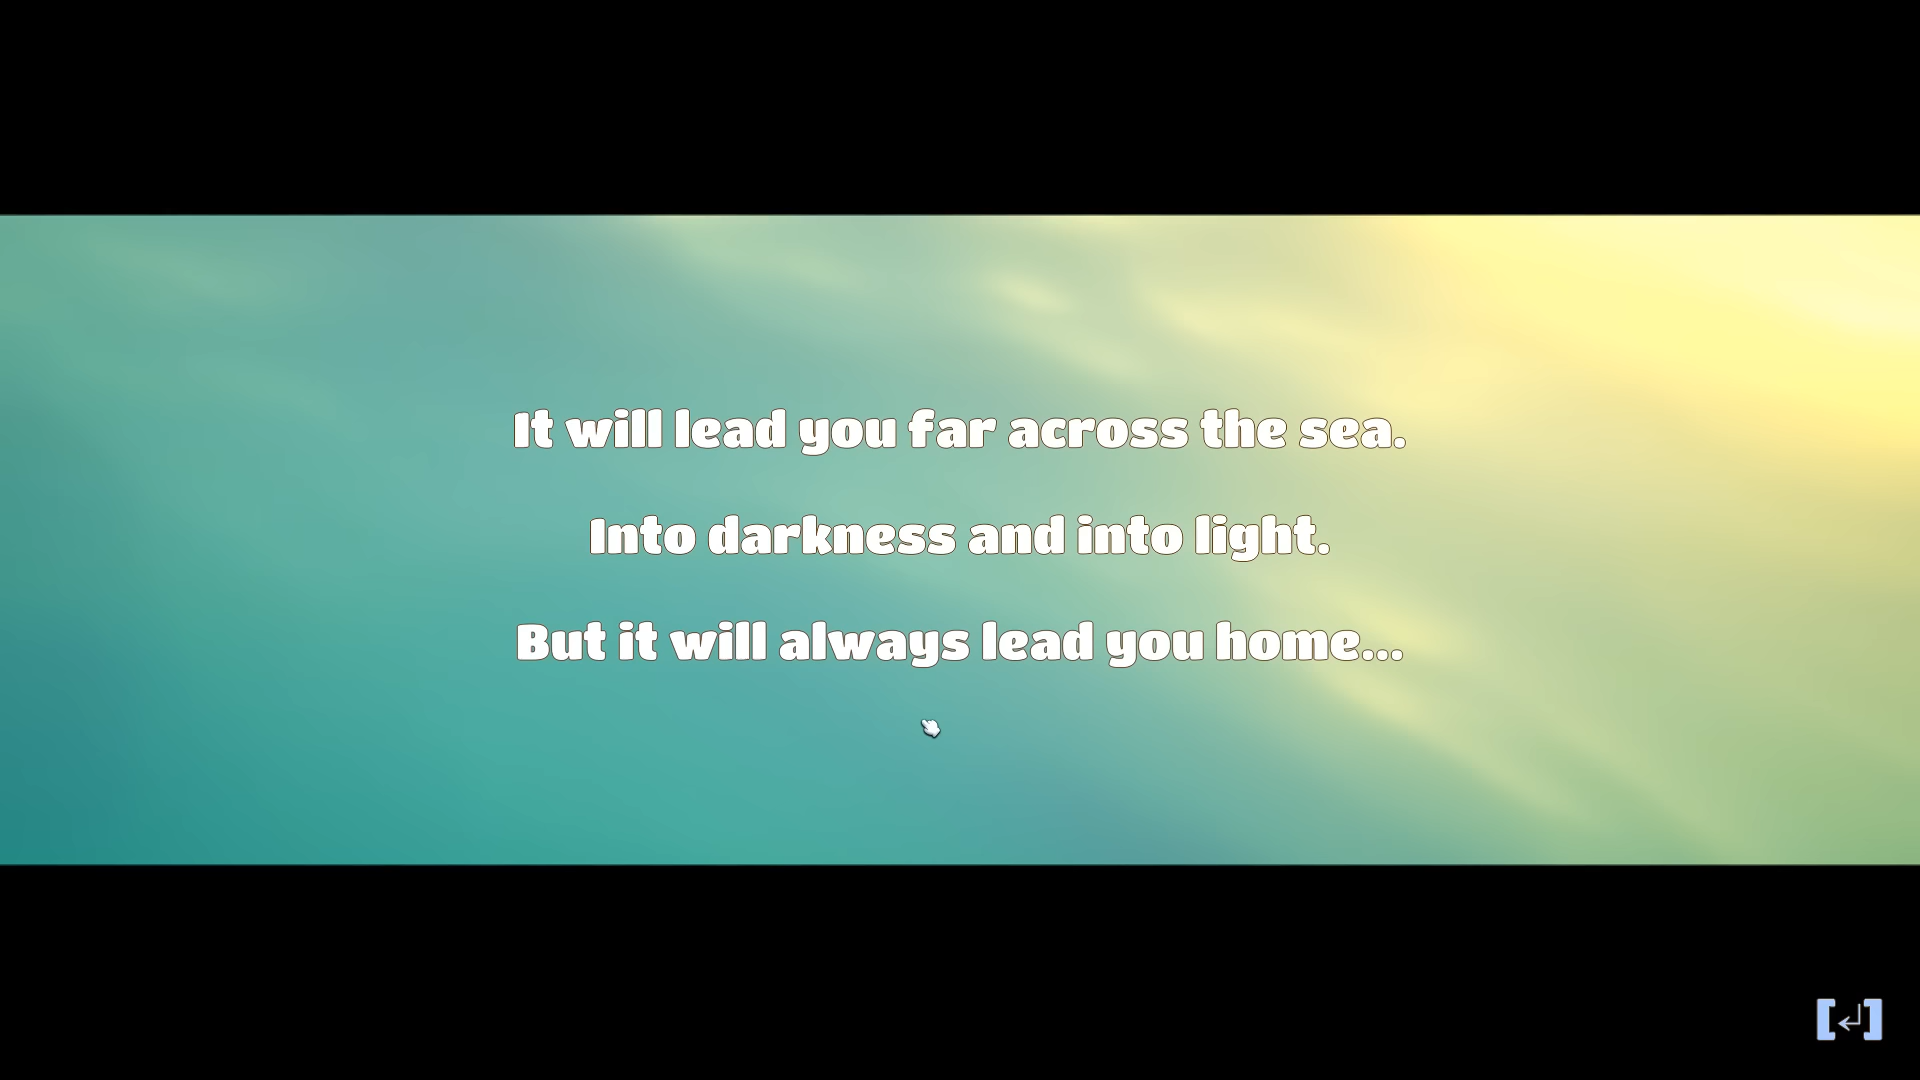 It will lead you far across the sea.
Into darkness and into light.
But it will always lead you home...
[↵]